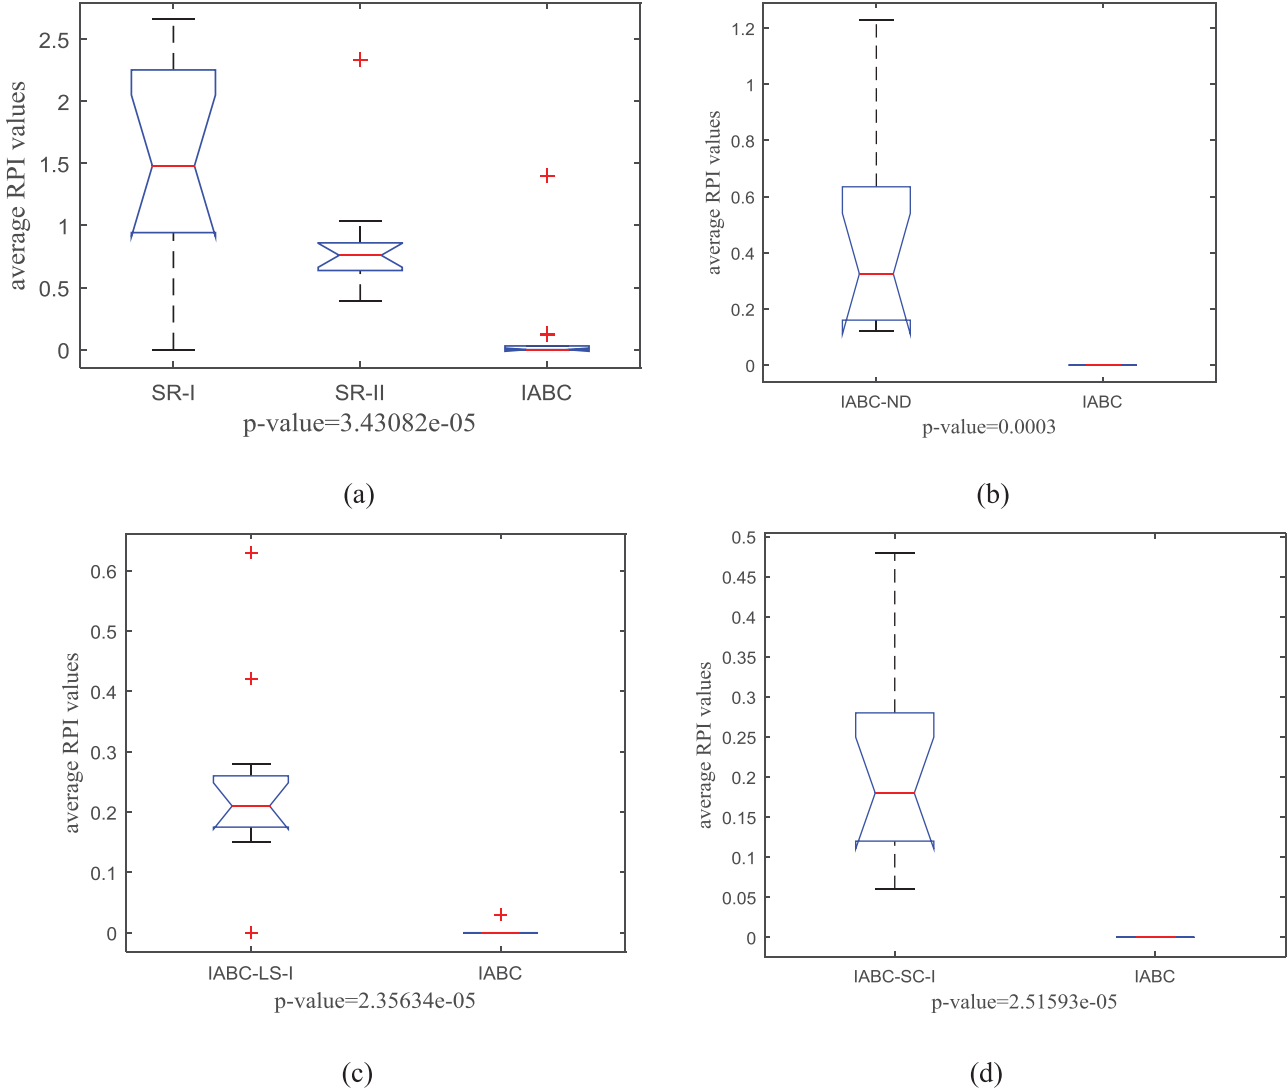 average RPI values
2.5
2
1.5
1
0.5
0
SR-I
SR-II
IABC
p-value=3.43082e-05
(a)
average RPI values
1.2
1
0.8
0.6
0.4
0.2
0
IABC-ND
IABC
p-value=0.0003
(b)
average RPI values
0.6
0.5
0.4
0.3
0.2
0.1
0
IABC-LS-I
IABC
p-value=2.35634e-05
(c)
average RPI values
0.5
0.45
0.4
0.35
0.3
0.25
0.2
0.15
0.1
0.05
0
IABC-SC-I
IABC
p-value=2.51593e-05
(d)